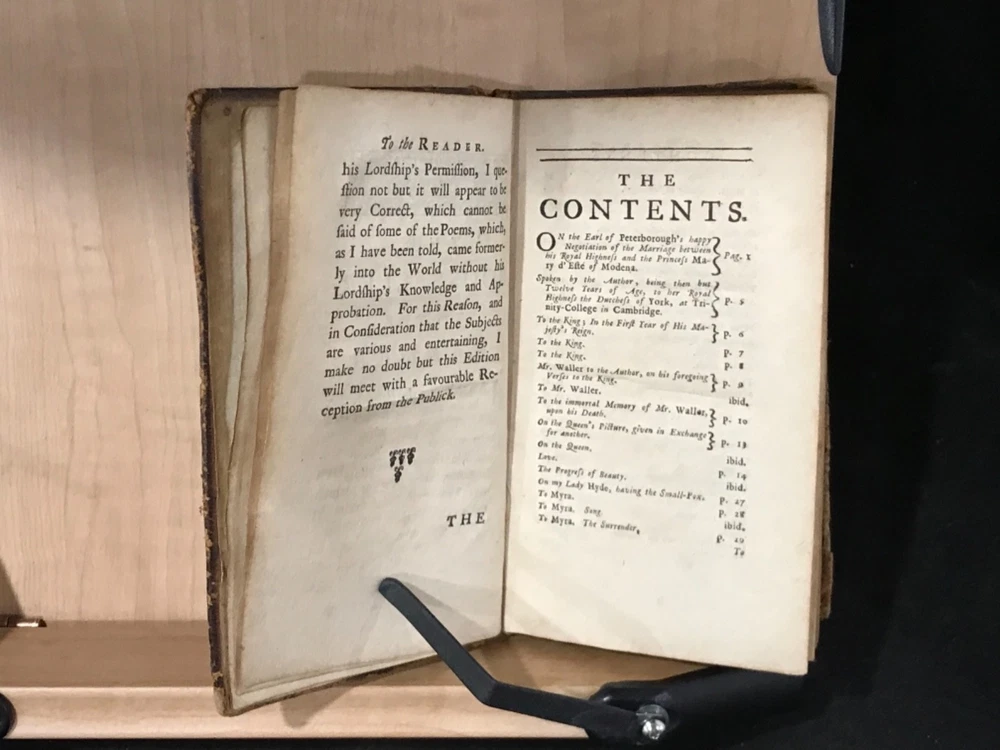 To the READER.
his Lordſhip's Permiſſion, I que-
ſtion not but it will appear to be
very Correct, which cannot be
ſaid of ſome of the Poems, which,
as I have been told, came former-
ly into the World without his
Lordſhip's Knowledge and Ap-
probation. For this Reaſon, and
in Conſideration that the Subjects
are various and entertaining, I
make no doubt but this Edition
will meet with a favourable Re-
ception from the Publick.
THE
THE
CONTENTS.
ON the Earl of Peterborough's happy
Negotiation of the Marriage between
his Royal Highneſs and the Princeſs Ma-
ry d'Eſté of Modena. Pag. 1
Spoken by the Author, being then but
Twelve Years of Age, to her Royal
Highneſs the Dutcheſs of York, at Tri-
nity-College in Cambridge. p. 5
To the King; In the Firſt Year of His Ma-
jeſty's Reign. p. 6
To the King. p. 7
To the King. p. 8
Mr. Waller to the Author, on his foregoing
Verſes to the King. p. 9
To Mr. Waller. ibid.
To the immortal Memory of Mr. Waller,
upon his Death. p. 10
On the Queen's Picture, given in Exchange
for another. p. 13
On the Queen. ibid.
Love. p. 14
The Progreſs of Beauty. ibid.
On my Lady Hyde, having the Small-Pox. p. 27
To Myra. p. 28
To Myra. Song. ibid.
To Myra. The Surrender. p. 29
To